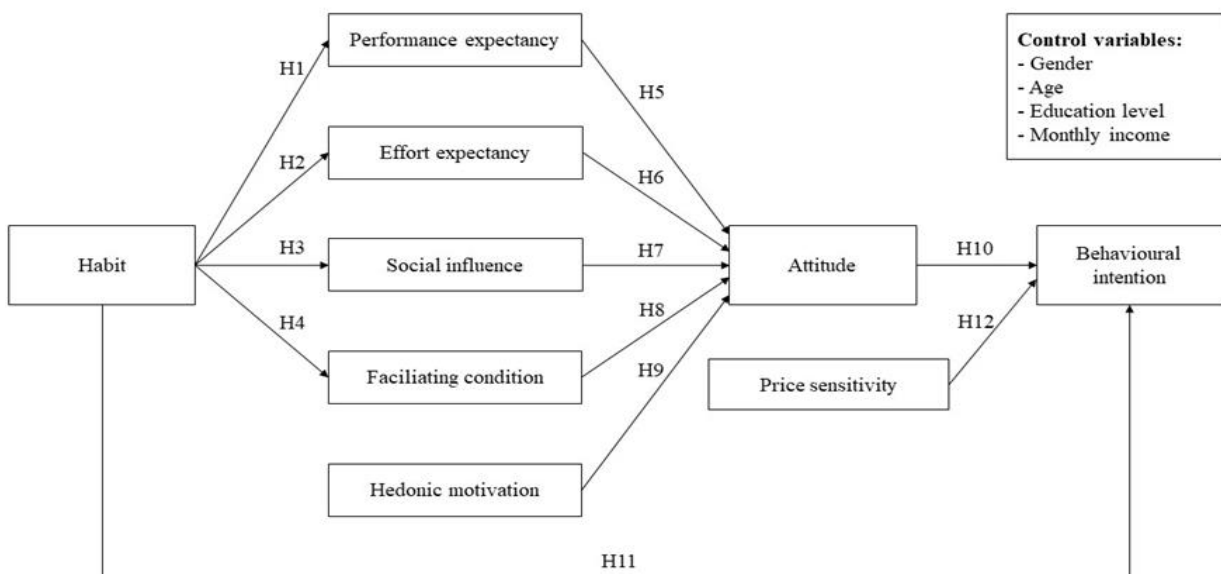 Performance expectancy
Control variables:
- Gender
- Age
- Education level
- Monthly income
H1
H5
Effort expectancy
H2
H6
Habit
H3
Social influence
H7
Attitude
H10
Behavioural
intention
H4
H8
H12
Faciliating condition
H9
Price sensitivity
Hedonic motivation
H11